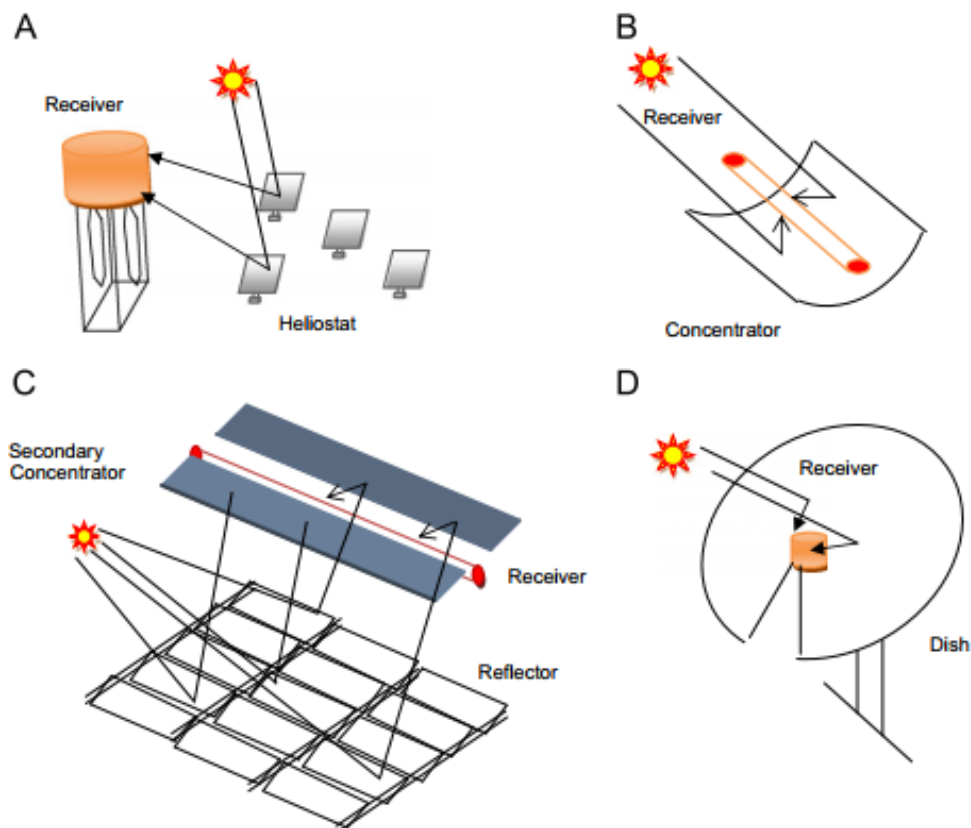 A
Receiver
Heliostat
B
Receiver
Concentrator
C
Secondary
Concentrator
Receiver
Reflector
D
Receiver
Dish